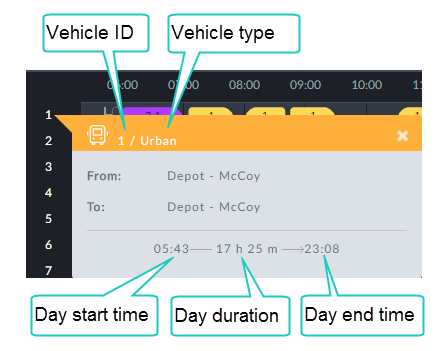 Vehicle ID
Vehicle type
07:00 08:00 09:00 10:00 11
1
2
3
4
5
6
7
1 / Urban
From: Depot - McCoy
To: Depot - McCoy
05:43 17 h 25 m 23:08
Day start time
Day duration
Day end time